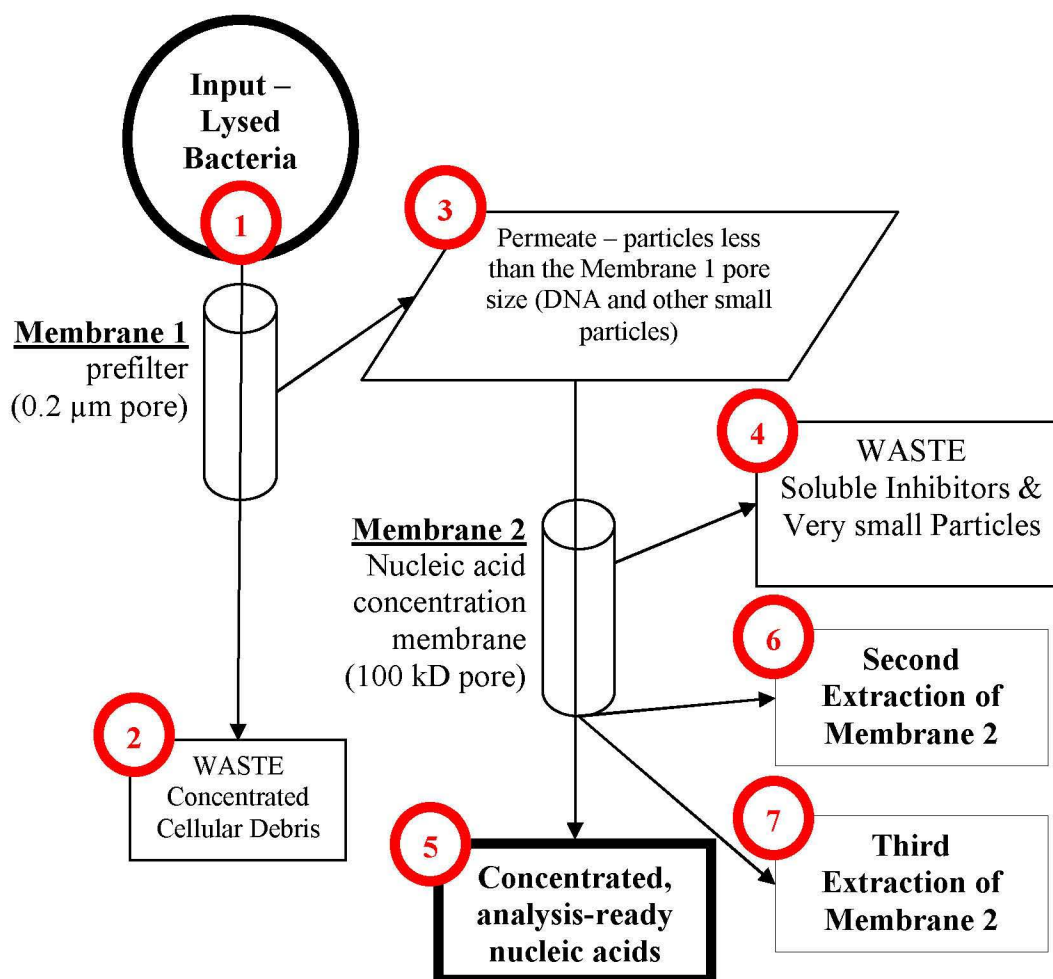 Input –
Lysed
Bacteria
1
3
Permeate – particles less
than the Membrane 1 pore
size (DNA and other small
particles)
Membrane 1
prefilter
(0.2 µm pore)
4
WASTE
Soluble Inhibitors &
Very small Particles
Membrane 2
Nucleic acid
concentration
membrane
(100 kD pore)
6
Second
Extraction of
Membrane 2
2
WASTE
Concentrated
Cellular Debris
5
Concentrated,
analysis-ready
nucleic acids
7
Third
Extraction of
Membrane 2